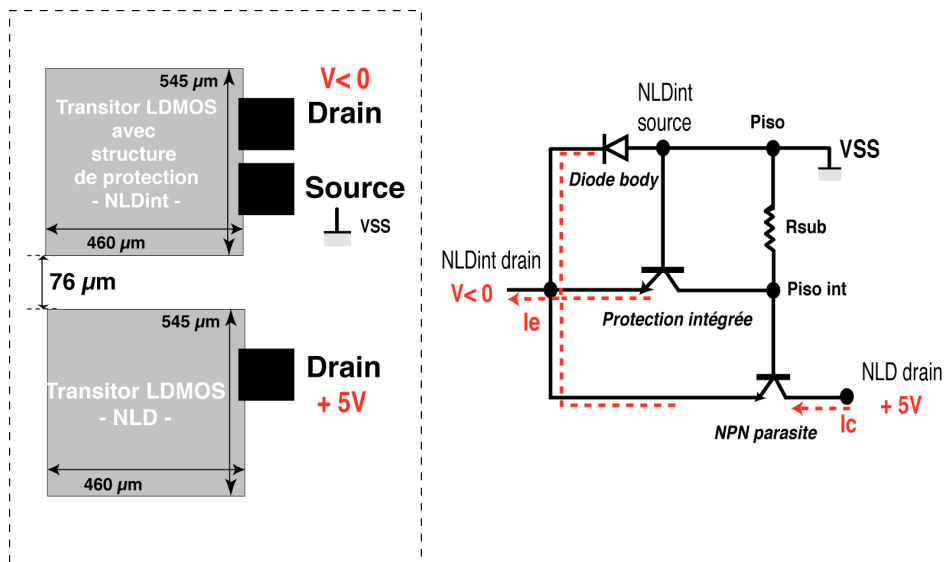 545 µm
V< 0
Transitor LDMOS
avec
structure
de protection
- NLDint -
Drain
Source
VSS
460 µm
76 µm
545 µm
Transitor LDMOS
- NLD -
Drain
+ 5V
460 µm
NLDint
source
Piso
VSS
Diode body
Rsub
NLDint drain
V< 0
Ie
Piso int
Protection intégrée
NLD drain
+ 5V
Ic
NPN parasite